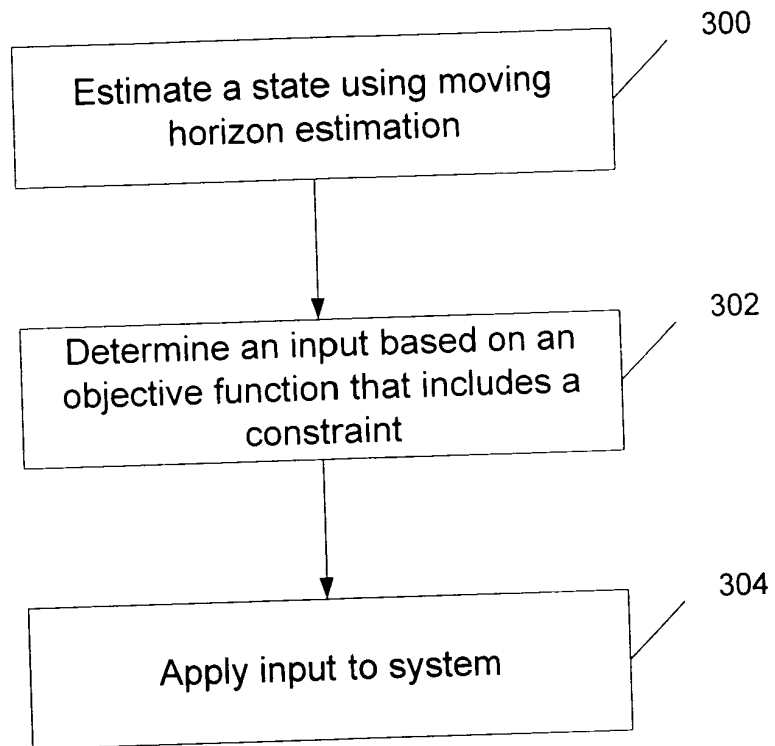 300
Estimate a state using moving
horizon estimation
302
Determine an input based on an
objective function that includes a
constraint
304
Apply input to system